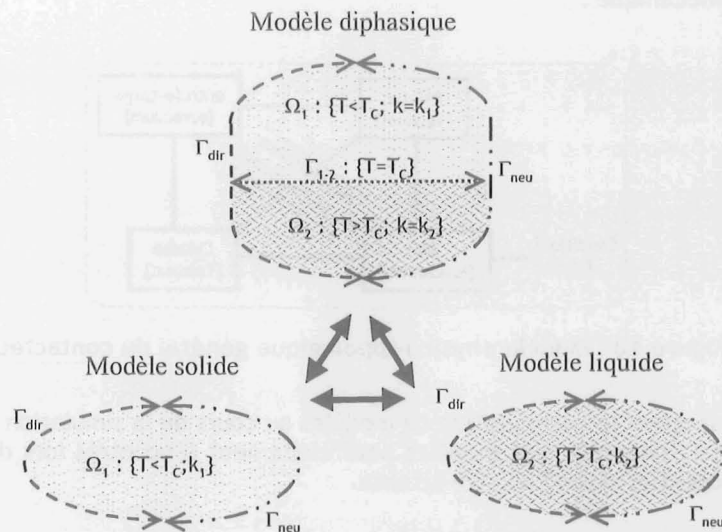 Modèle diphasique
Ω₁ : {T<T_C; k=k₁}
Γ_dir
Γ₁₋₂ : {T=T_C}
Γ_neu
Ω₂ : {T>T_C; k=k₂}
Modèle solide
Modèle liquide
Γ_dir
Γ_dir
Ω₁ : {T<T_C;k₁}
Ω₂ : {T>T_C;k₂}
Γ_neu
Γ_neu